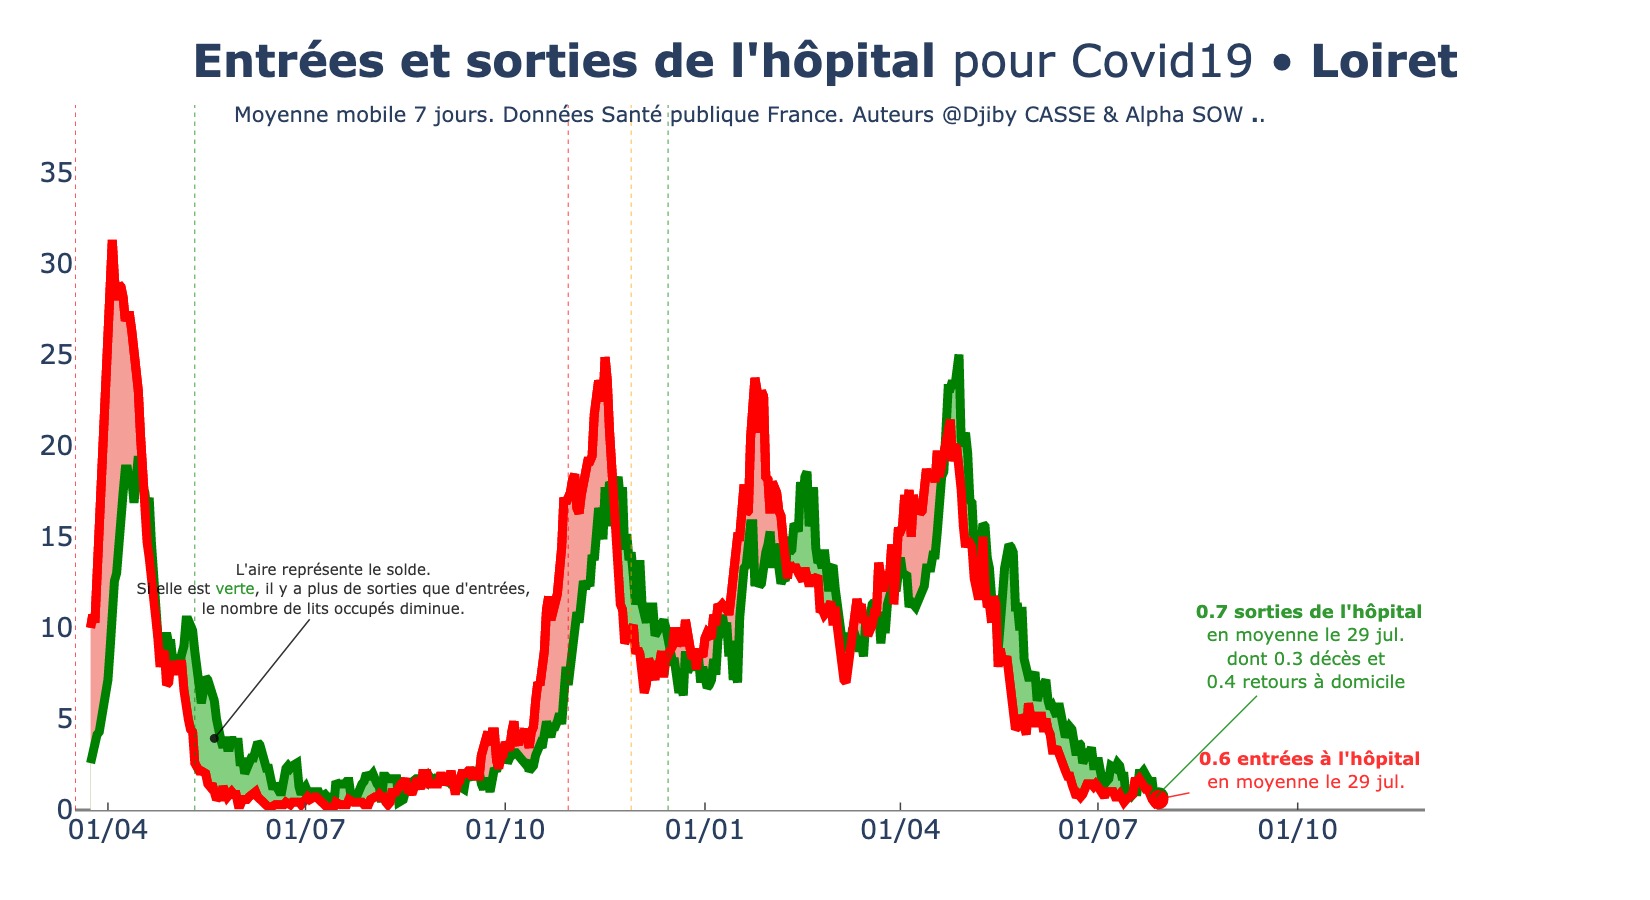 Entrées et sorties de l'hôpital pour Covid19 • Loiret
Moyenne mobile 7 jours. Données Santé publique France. Auteurs @Djiby CASSE & Alpha SOW ..
35
30
25
20
15
10
5
0
L'aire représente le solde.
Si elle est verte, il y a plus de sorties que d'entrées,
le nombre de lits occupés diminue.
0.7 sorties de l'hôpital
en moyenne le 29 jul.
dont 0.3 décès et
0.4 retours à domicile
0.6 entrées à l'hôpital
en moyenne le 29 jul.
01/04 01/07 01/10 01/01 01/04 01/07 01/10